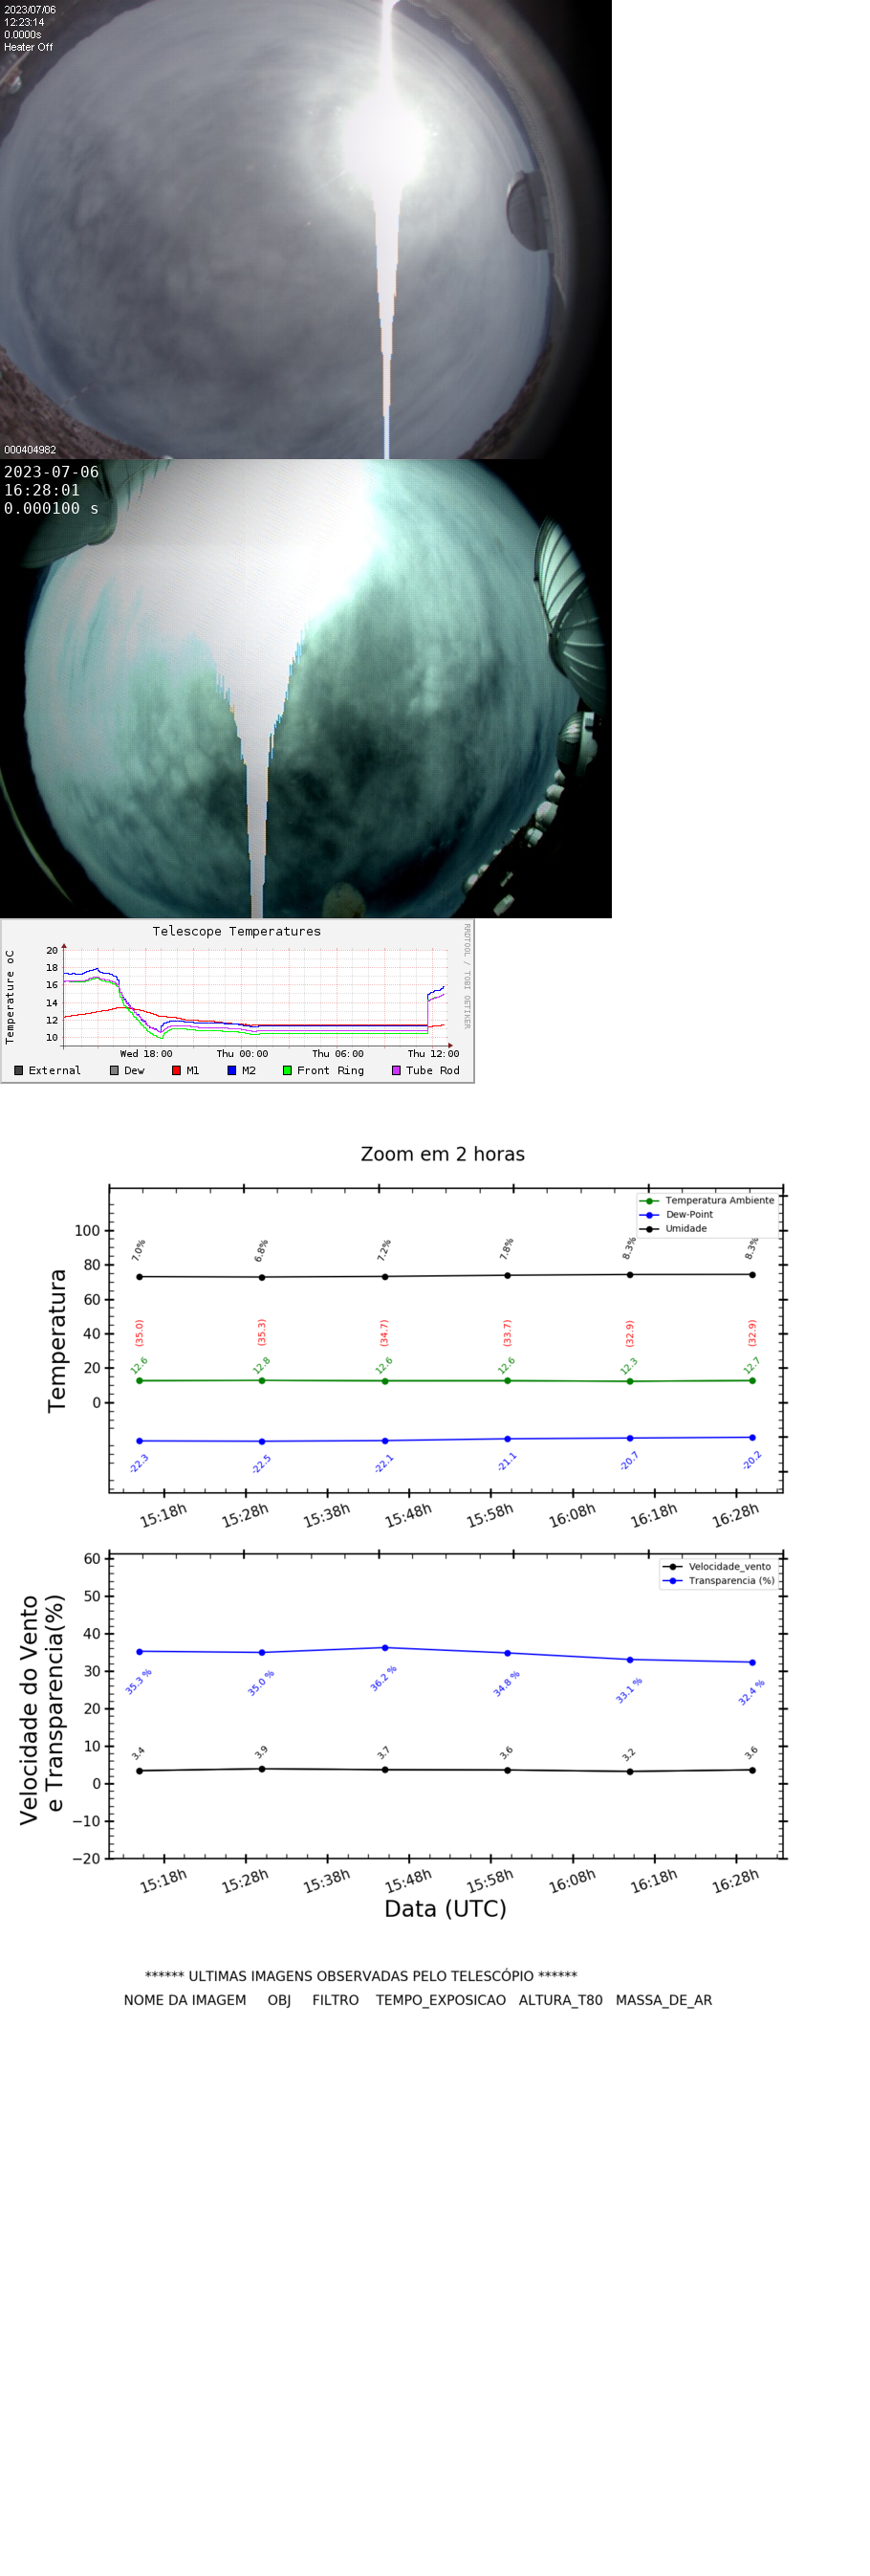 2023/07/06
12:23:14
0.0000s
Heater Off
000404982
2023-07-06
16:28:01
0.000100 s
Telescope Temperatures
RRDTOOL / TOBI OETIKER
Temperature oC
20
18
16
14
12
10
Wed 18:00 Thu 00:00 Thu 06:00 Thu 12:00
External Dew M1 M2 Front Ring Tube Rod
Zoom em 2 horas
Temperatura
Temperatura Ambiente
Dew-Point
Umidade
100
80
60
40
20
0
7.0% 6.8% 7.2% 7.8% 8.3% 8.3%
(35.0) (35.3) (34.7) (33.7) (32.9) (32.9)
12.6 12.8 12.6 12.6 12.3 12.7
-22.3 -22.5 -22.1 -21.1 -20.7 -20.2
15:18h 15:28h 15:38h 15:48h 15:58h 16:08h 16:18h 16:28h
Velocidade do Vento
e Transparencia(%)
Velocidade_vento
Transparencia (%)
60
50
40
30
20
10
0
−10
−20
35.3 % 35.0 % 36.2 % 34.8 % 33.1 % 32.4 %
3.4 3.9 3.7 3.6 3.2 3.6
15:18h 15:28h 15:38h 15:48h 15:58h 16:08h 16:18h 16:28h
Data (UTC)
****** ULTIMAS IMAGENS OBSERVADAS PELO TELESCÓPIO ******
NOME DA IMAGEM OBJ FILTRO TEMPO_EXPOSICAO ALTURA_T80 MASSA_DE_AR